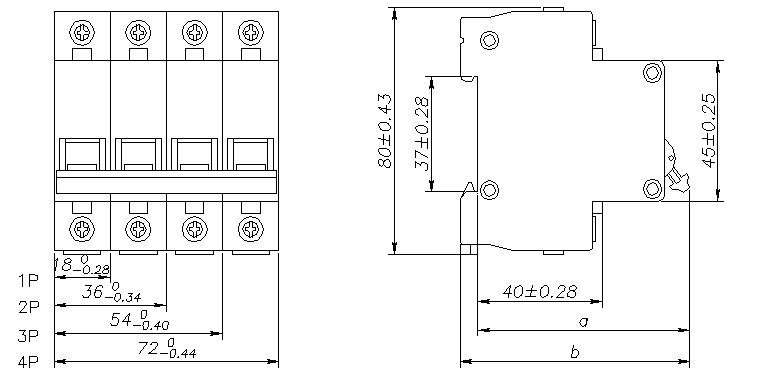 80±0.43
37±0.28
45±0.25
18 0 -0.28
1P
36 0 -0.34
2P
54 0 -0.40
3P
72 0 -0.44
4P
40±0.28
a
b